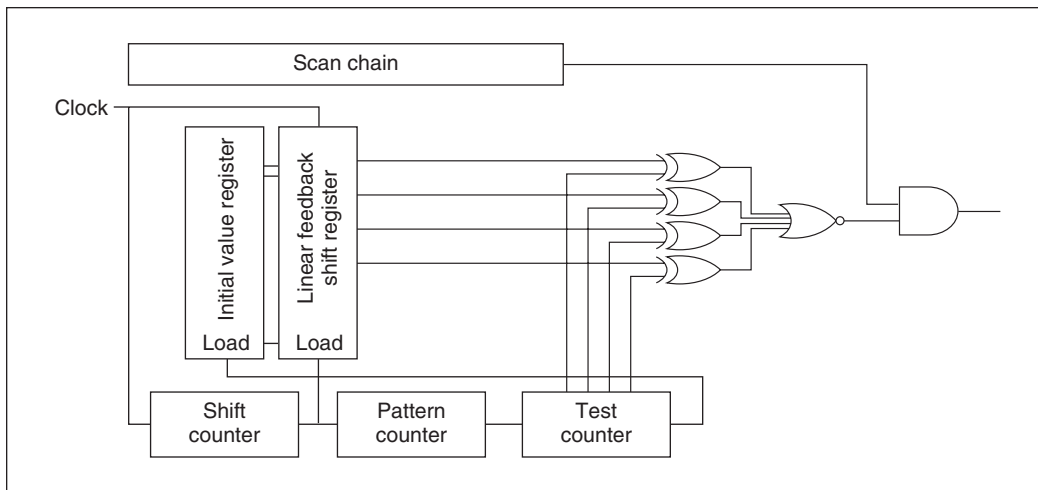 Scan chain
Clock
Initial value register
Linear feedback
shift register
Load
Load
Shift
counter
Pattern
counter
Test
counter